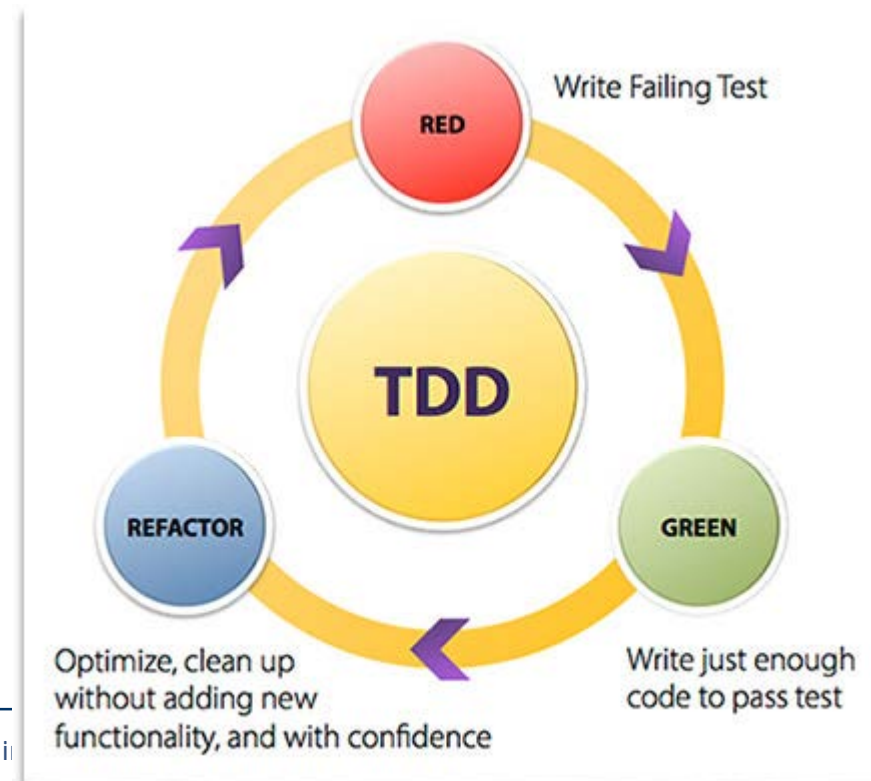 RED
Write Failing Test
TDD
REFACTOR
GREEN
Optimize, clean up
without adding new
functionality, and with confidence
Write just enough
code to pass test